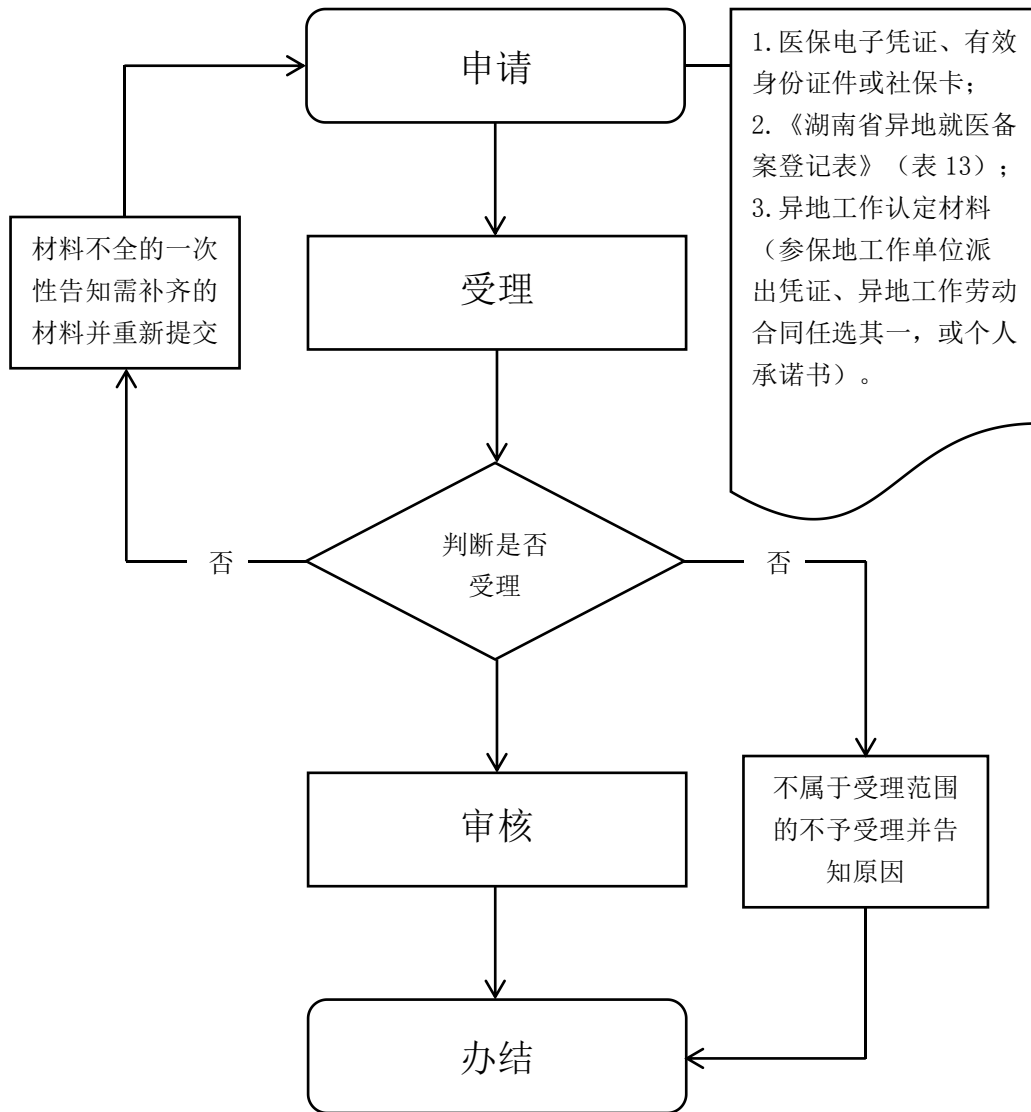 申请
1.医保电子凭证、有效
身份证件或社保卡；
2.《湖南省异地就医备
案登记表》（表 13）；
3.异地工作认定材料
（参保地工作单位派
出凭证、异地工作劳动
合同任选其一，或个人
承诺书）。
材料不全的一次
性告知需补齐的
材料并重新提交
受理
判断是否
受理
否
否
审核
不属于受理范围
的不予受理并告
知原因
办结